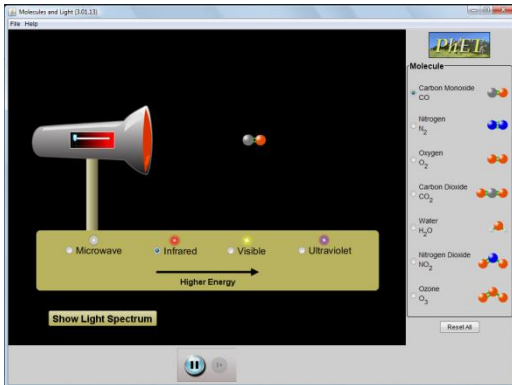 Molecules and Light (3.01.13)
File Help
PhET
Molecule
Carbon Monoxide
CO
Nitrogen
N2
Oxygen
O2
Carbon Dioxide
CO2
Water
H2O
Nitrogen Dioxide
NO2
Ozone
O3
Microwave
Infrared
Visible
Ultraviolet
Higher Energy
Show Light Spectrum
Reset All